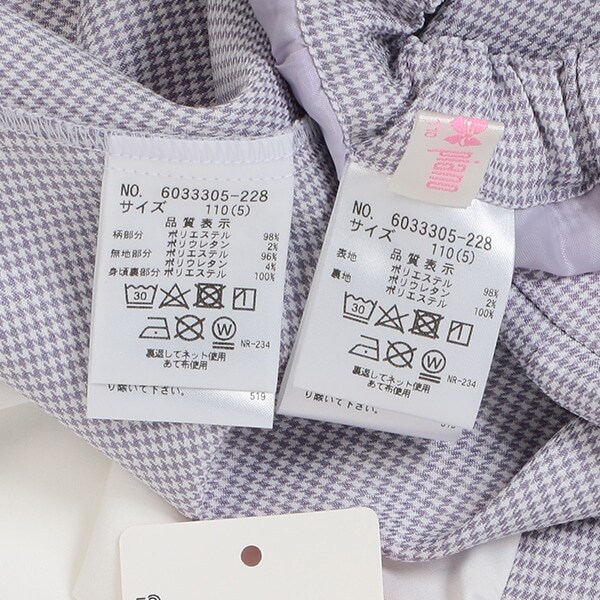 NO. 6033305-228
サイズ 110(5)
品質表示
柄部分 ポリエステル 98%
ポリウレタン 2%
無地部分 ポリエステル 96%
ポリウレタン 4%
身頃裏部分 ポリエステル 100%
30
NR-234
裏返してネット使用
あて布使用
り除いて下さい。
519
110
piam
NO. 6033305-228
サイズ 110(5)
品質表示
表地 ポリエステル 98%
ポリウレタン 2%
裏地 ポリエステル 100%
30
W
NR-234
裏返してネット使用
あて布使用
り除いて下さい。
519